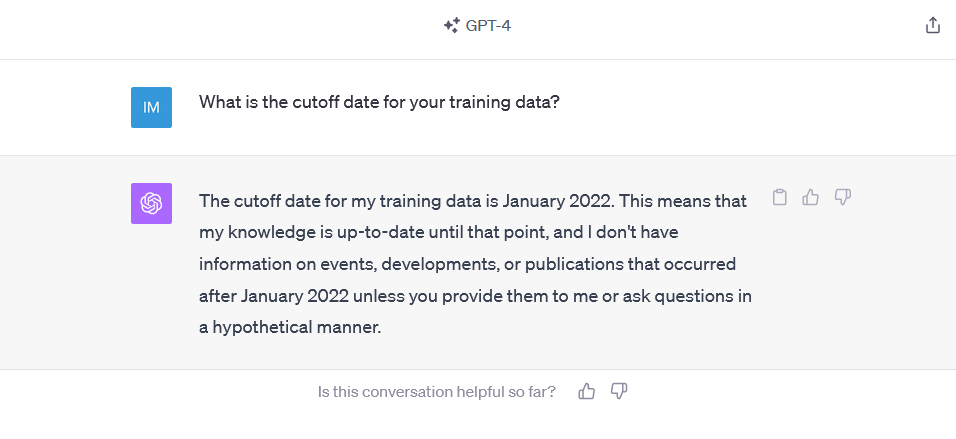 GPT-4
IM
What is the cutoff date for your training data?
The cutoff date for my training data is January 2022. This means that
my knowledge is up-to-date until that point, and I don't have
information on events, developments, or publications that occurred
after January 2022 unless you provide them to me or ask questions in
a hypothetical manner.
Is this conversation helpful so far?